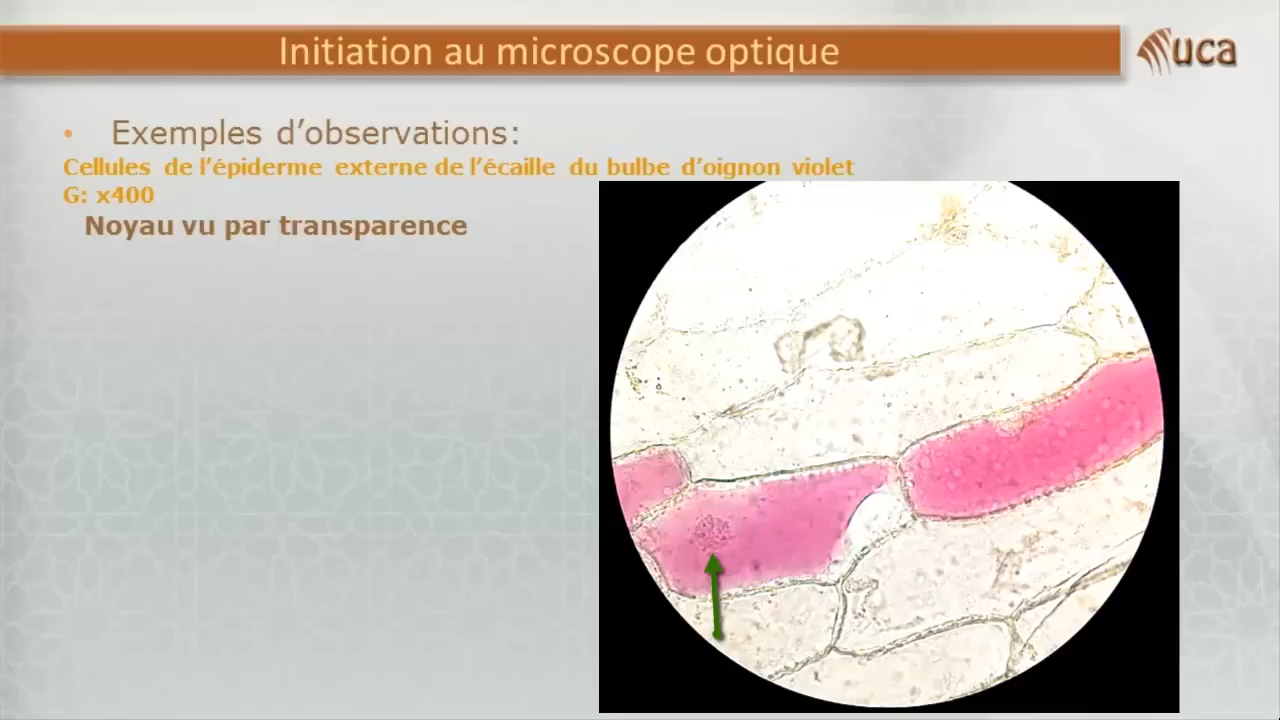 Initiation au microscope optique
uca
• Exemples d’observations:
Cellules de l’épiderme externe de l’écaille du bulbe d’oignon violet
G: x400
Noyau vu par transparence